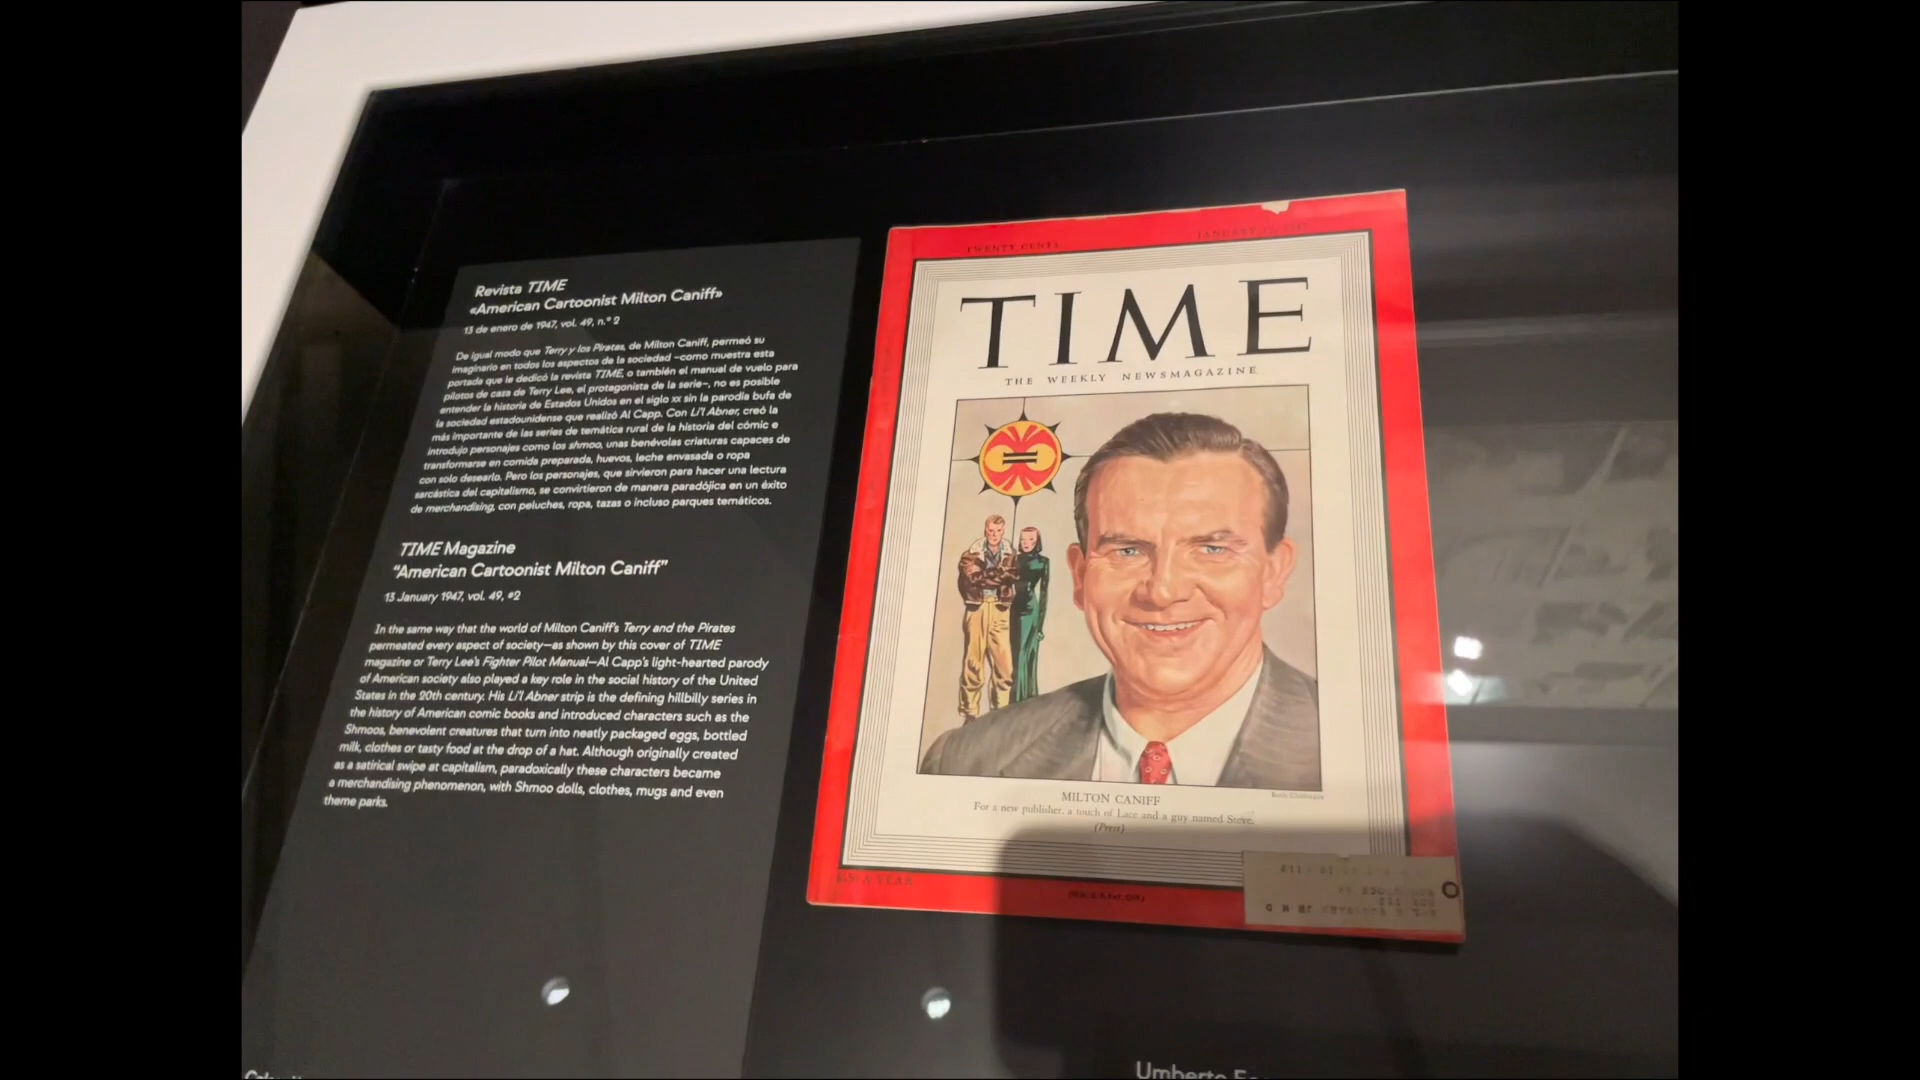 Revista TIME
«American Cartoonist Milton Caniff»
13 de enero de 1947, vol. 49, n.º 2
De igual modo que Terry y los Piratas, de Milton Caniff, permeó su
imaginario en todos los aspectos de la sociedad –como muestra esta
portada que le dedicó la revista TIME, o también el manual de vuelo para
pilotos de caza de Terry Lee, el protagonista de la serie–, no es posible
entender la historia de Estados Unidos en el siglo xx sin la parodia bufa de
la sociedad estadounidense que realizó Al Capp. Con Li'l Abner, creó la
más importante de las series de temática rural de la historia del cómic e
introdujo personajes como los shmoo, unas benévolas criaturas capaces de
transformarse en comida preparada, huevos, leche envasada o ropa
con solo desearlo. Pero los personajes, que sirvieron para hacer una lectura
sarcástica del capitalismo, se convirtieron de manera paradójica en un éxito
de merchandising, con peluches, ropa, tazas o incluso parques temáticos.
TIME Magazine
"American Cartoonist Milton Caniff"
13 January 1947, vol. 49, #2
In the same way that the world of Milton Caniff's Terry and the Pirates
permeated every aspect of society—as shown by this cover of TIME
magazine or Terry Lee's Fighter Pilot Manual—Al Capp's light-hearted parody
of American society also played a key role in the social history of the United
States in the 20th century. His Li'l Abner strip is the defining hillbilly series in
the history of American comic books and introduced characters such as the
Shmoos, benevolent creatures that turn into neatly packaged eggs, bottled
milk, clothes or tasty food at the drop of a hat. Although originally created
as a satirical swipe at capitalism, paradoxically these characters became
a merchandising phenomenon, with Shmoo dolls, clothes, mugs and even
theme parks.
TWENTY CENTS
JANUARY
TIME
THE WEEKLY NEWSMAGAZINE
MILTON CANIFF
For a new publisher, a touch of Lace and a guy named Steve.
(Press)
A YEAR
Umberto